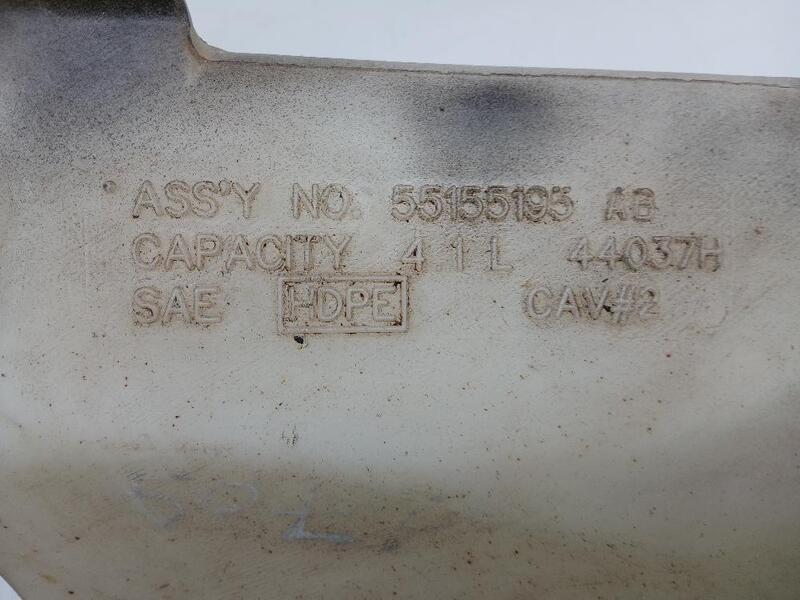 ASS'Y NO. 55155195 AB
CAPACITY 4.1 L 44037H
SAE HDPE CAV#2